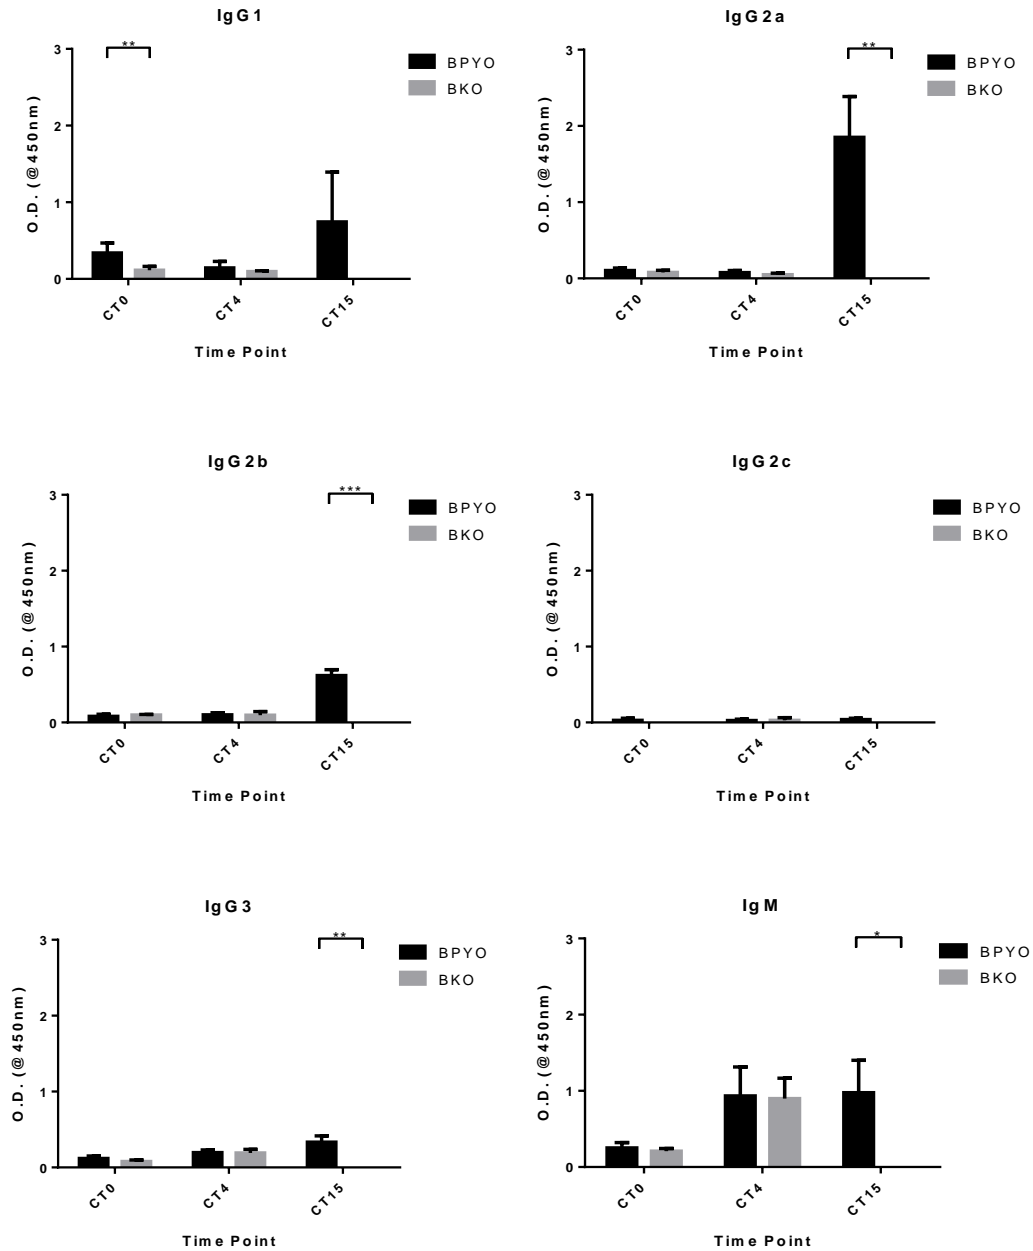 IgG1
**
3
2
1
0
O.D. (@450nm)
BPYO
BKO
CT0
CT4
CT15
Time Point
IgG2a
**
3
2
1
0
O.D. (@450nm)
BPYO
BKO
CT0
CT4
CT15
Time Point
IgG2b
***
3
2
1
0
O.D. (@450nm)
BPYO
BKO
CT0
CT4
CT15
Time Point
IgG2c
3
2
1
0
O.D. (@450nm)
BPYO
BKO
CT0
CT4
CT15
Time Point
IgG3
**
3
2
1
0
O.D. (@450nm)
BPYO
BKO
CT0
CT4
CT15
Time Point
IgM
*
3
2
1
0
O.D. (@450nm)
BPYO
BKO
CT0
CT4
CT15
Time Point